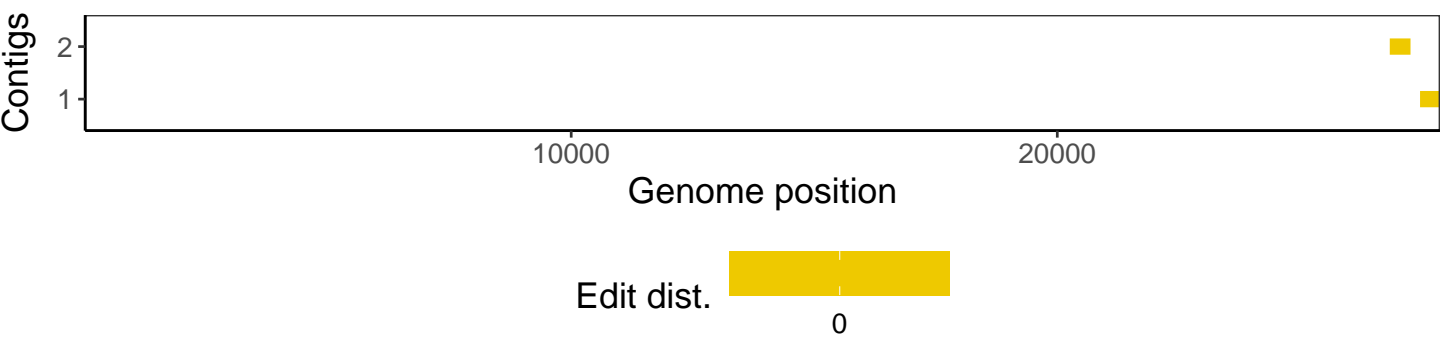 Contigs
2
1
10000
20000
Genome position
Edit dist.
0